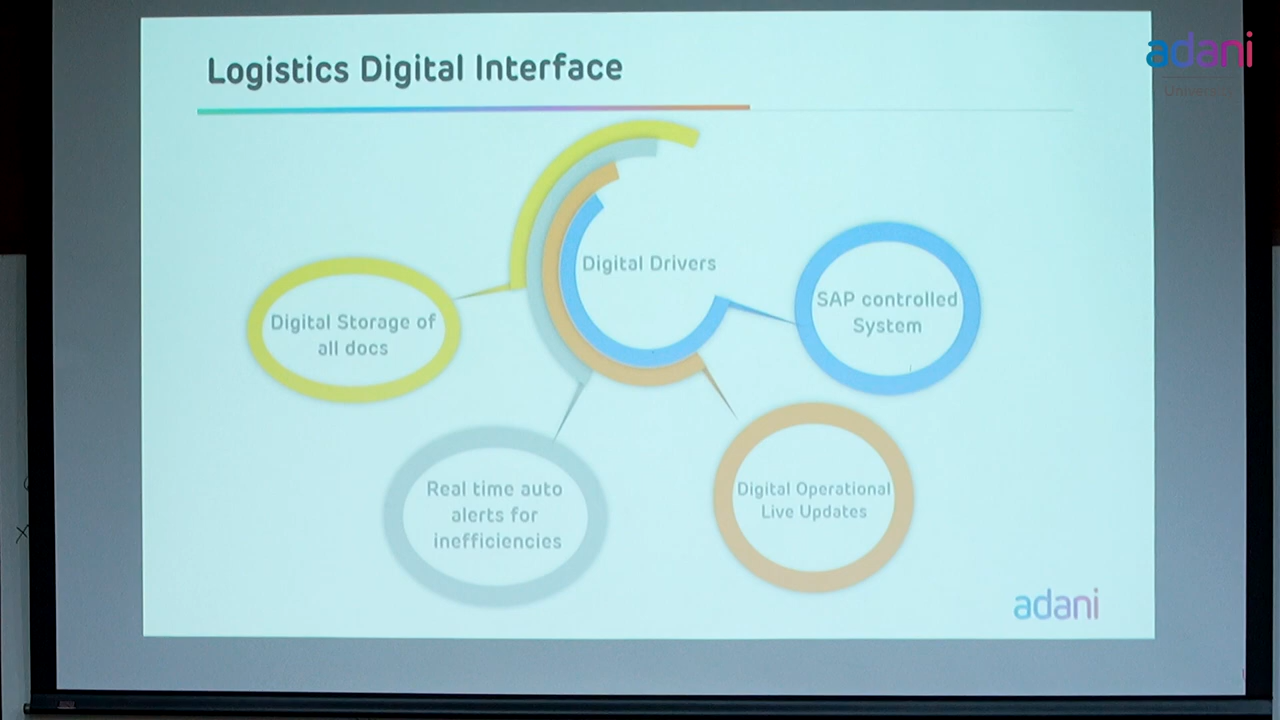 Logistics Digital Interface
adani
University
Digital Drivers
SAP controlled
System
Digital Storage of
all docs
Real time auto
alerts for
inefficiencies
Digital Operational
Live Updates
adani